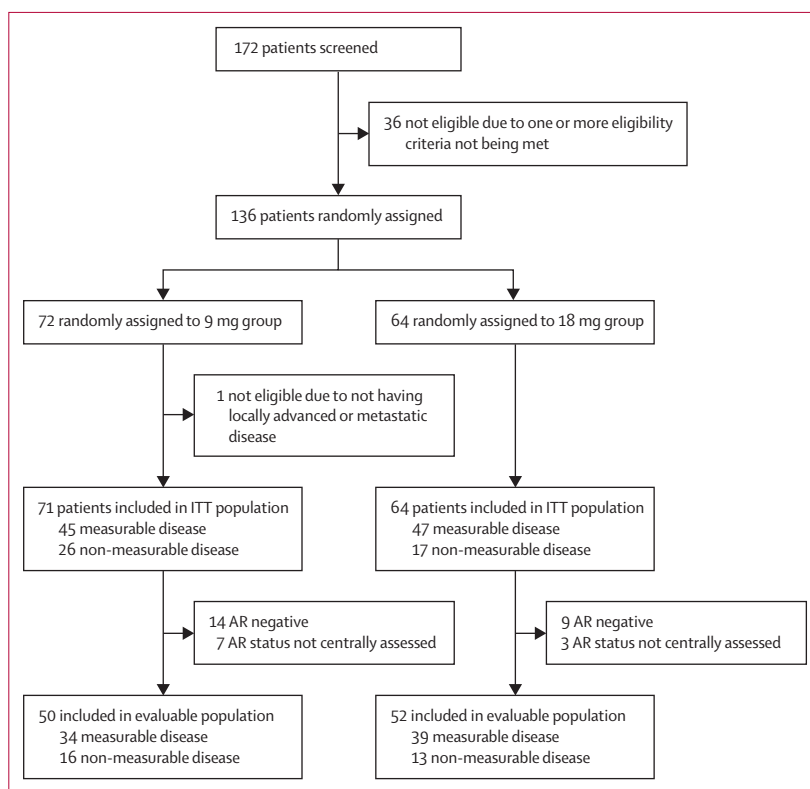 172 patients screened
36 not eligible due to one or more eligibility
criteria not being met
136 patients randomly assigned
72 randomly assigned to 9 mg group
64 randomly assigned to 18 mg group
1 not eligible due to not having
locally advanced or metastatic
disease
71 patients included in ITT population
45 measurable disease
26 non-measurable disease
64 patients included in ITT population
47 measurable disease
17 non-measurable disease
14 AR negative
7 AR status not centrally assessed
9 AR negative
3 AR status not centrally assessed
50 included in evaluable population
34 measurable disease
16 non-measurable disease
52 included in evaluable population
39 measurable disease
13 non-measurable disease